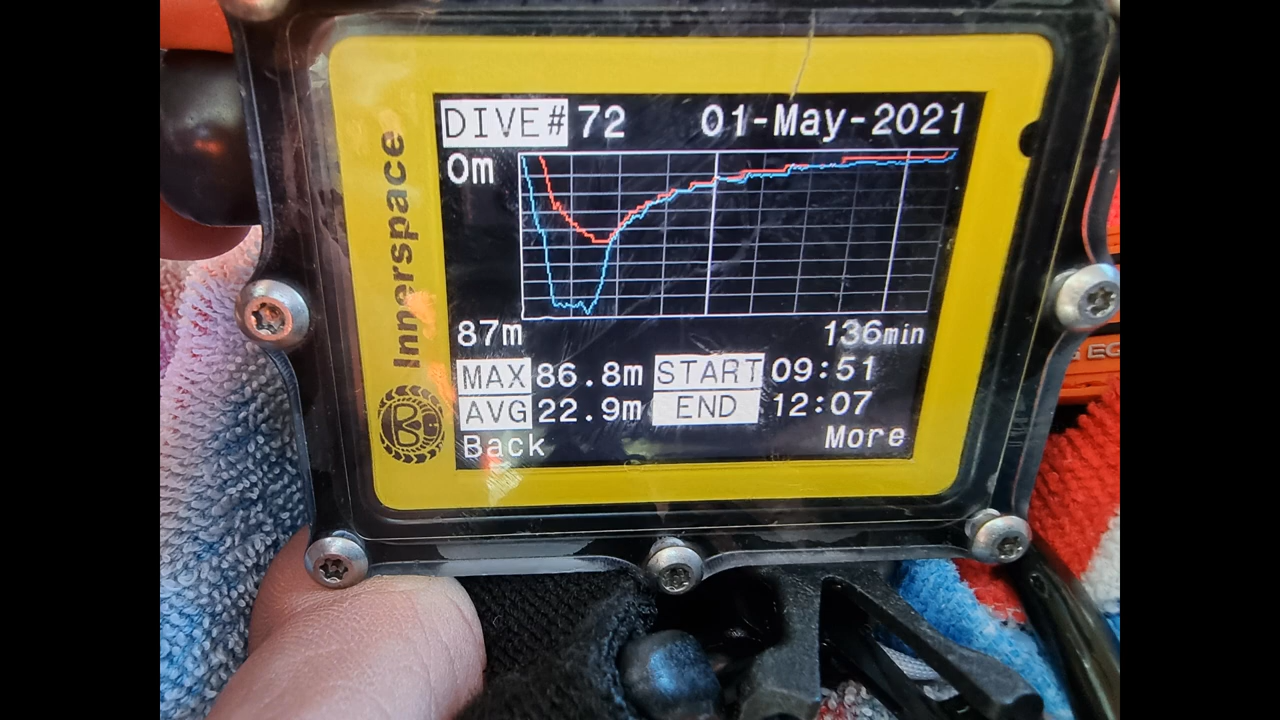 Innerspace
DIVE# 72 01-May-2021
0m
87m 136min
MAX 86.8m START 09:51
AVG 22.9m END 12:07
Back More